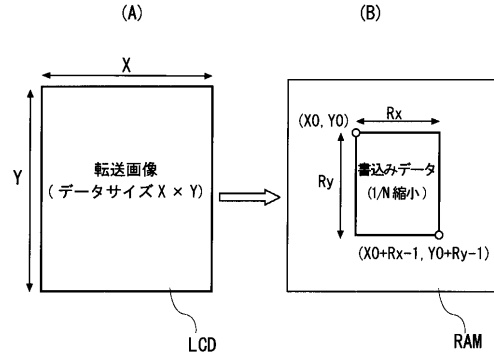 (A)
X
Y
転送画像
(データサイズX × Y)
LCD
(B)
(X0, Y0)
Rx
Ry
書込みデータ
(1/N 縮小)
(X0+Rx-1, Y0+Ry-1)
RAM